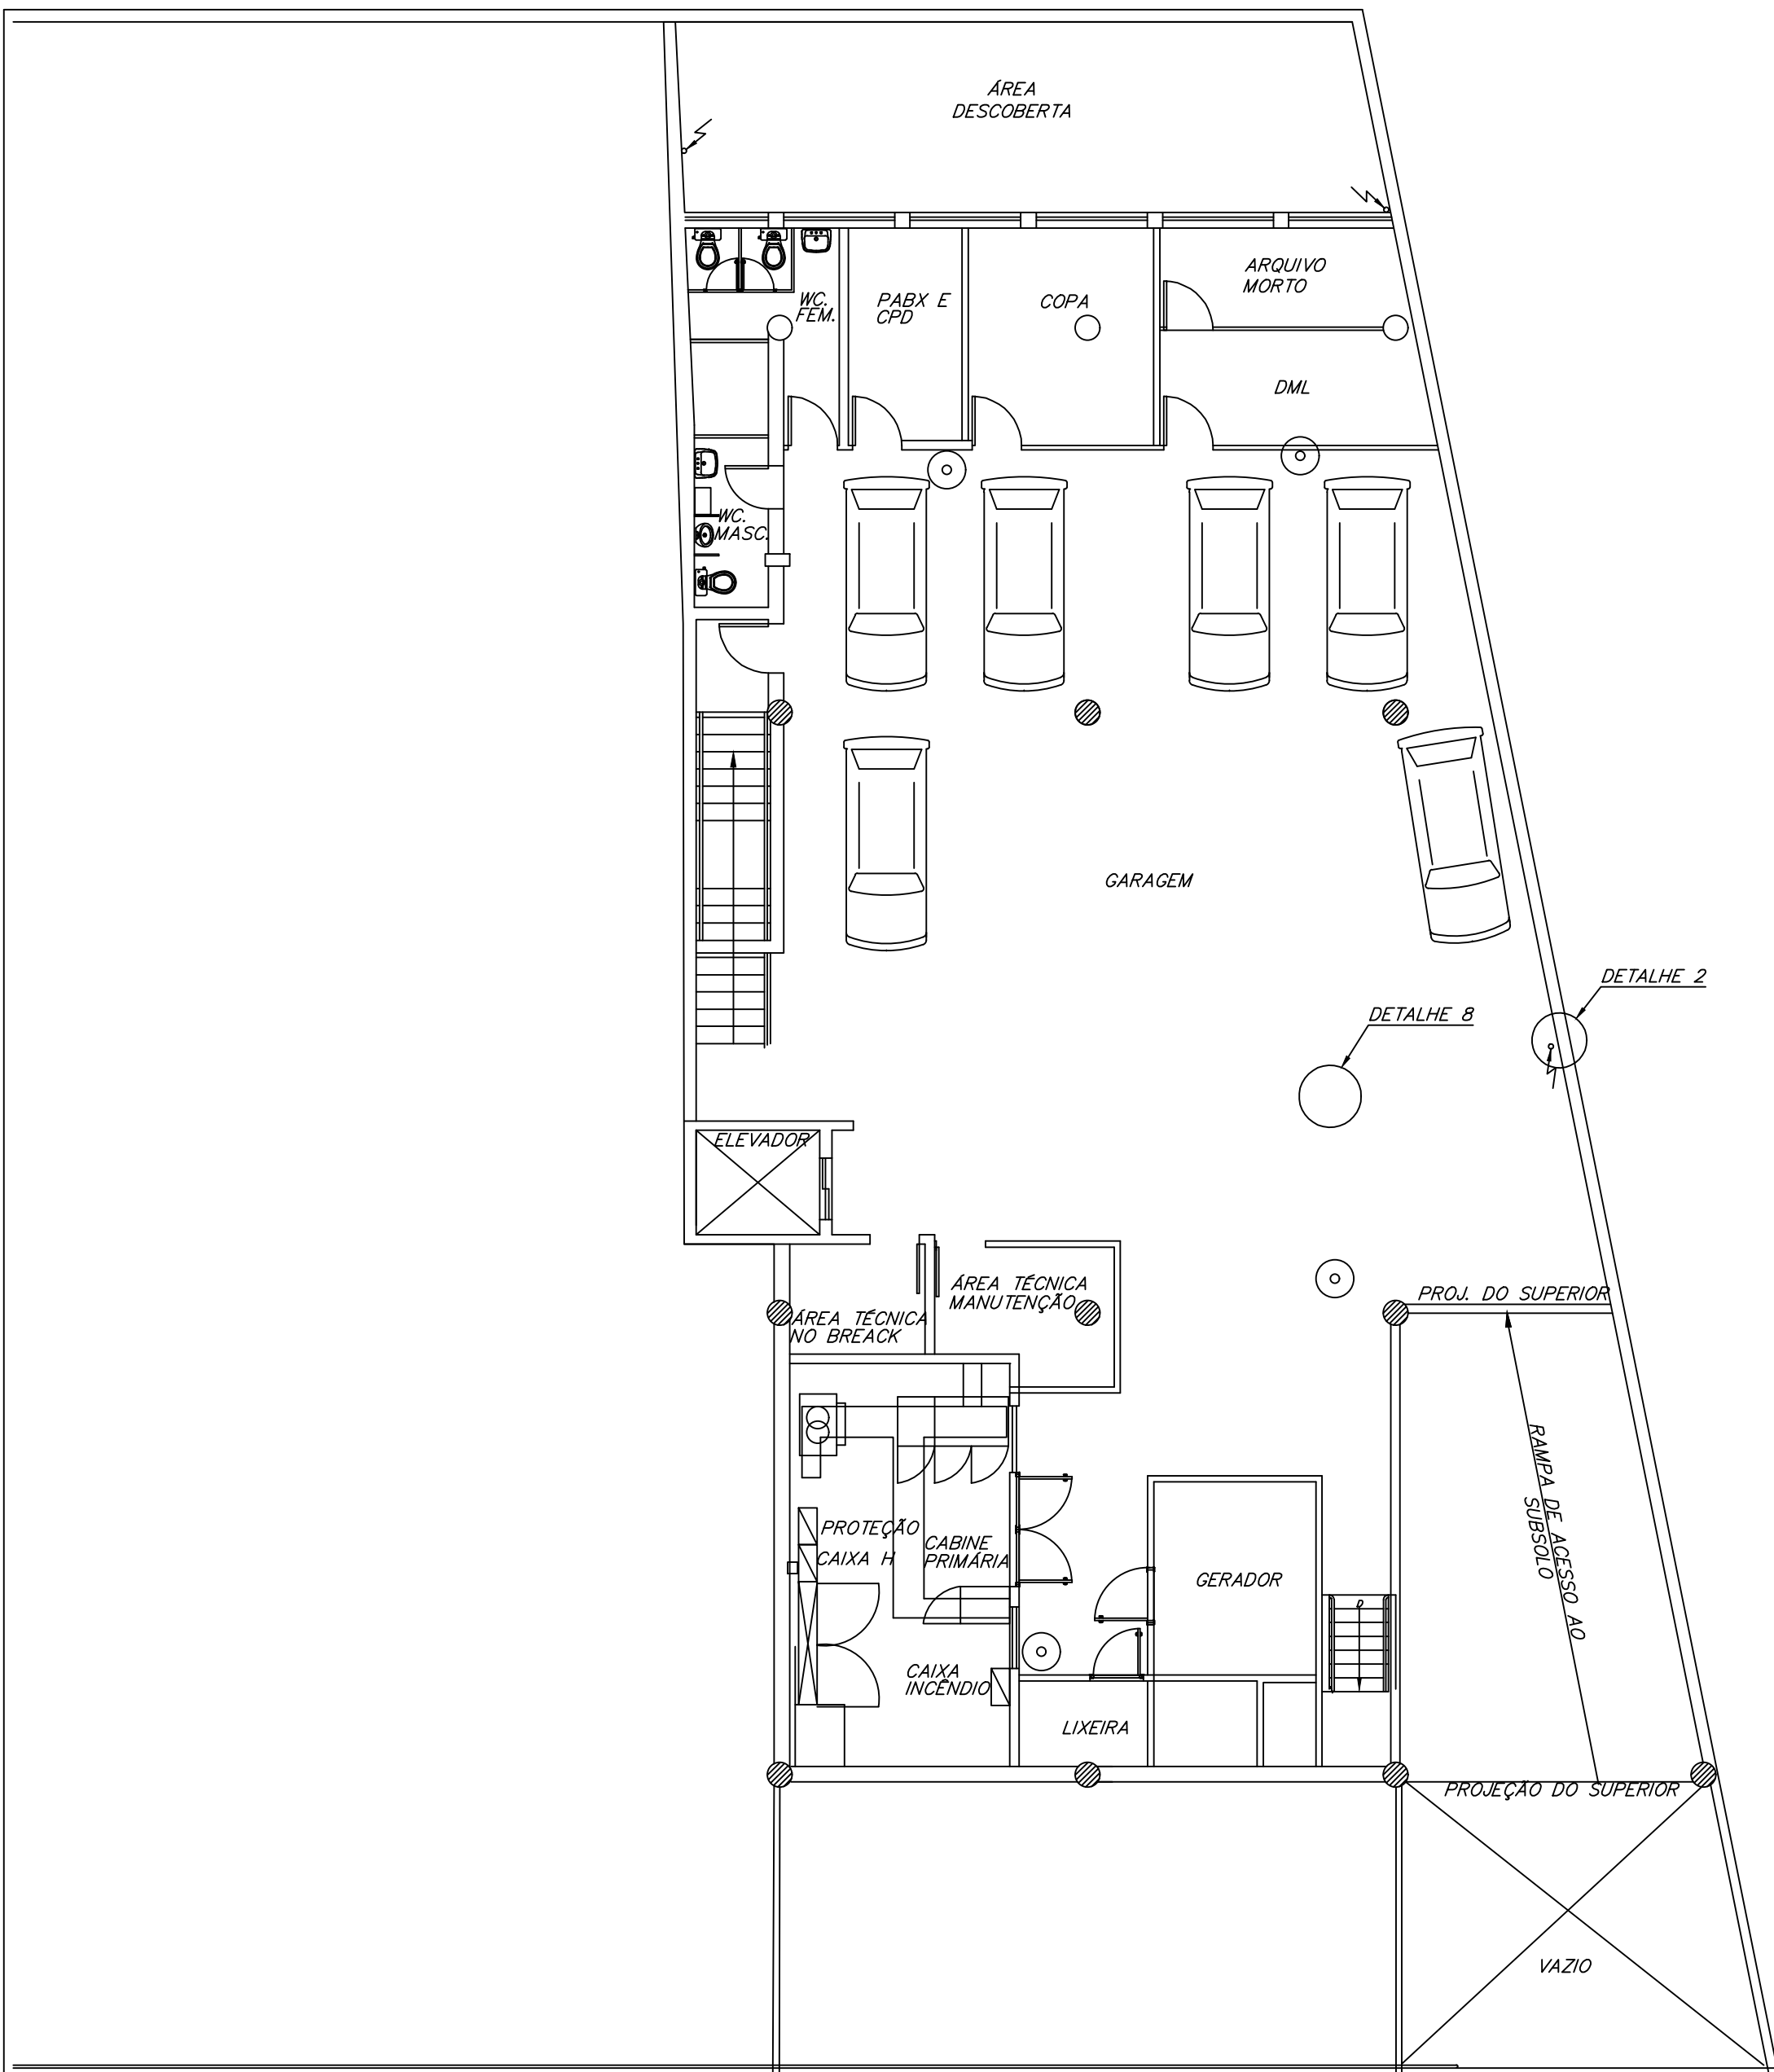 ÁREA
DESCOBERTA
ARQUIVO
MORTO
WC.
FEM.
PABX E
CPD
COPA
DML
WC.
MASC.
GARAGEM
DETALHE 2
DETALHE 8
ELEVADOR
ÁREA TÉCNICA
MANUTENÇÃO
PROJ. DO SUPERIOR
ÁREA TÉCNICA
NO BREACK
RAMPA DE ACESSO AO
SUBSOLO
PROTEÇÃO
CAIXA H
CABINE
PRIMÁRIA
GERADOR
D
CAIXA
INCÊNDIO
LIXEIRA
PROJEÇÃO DO SUPERIOR
VAZIO